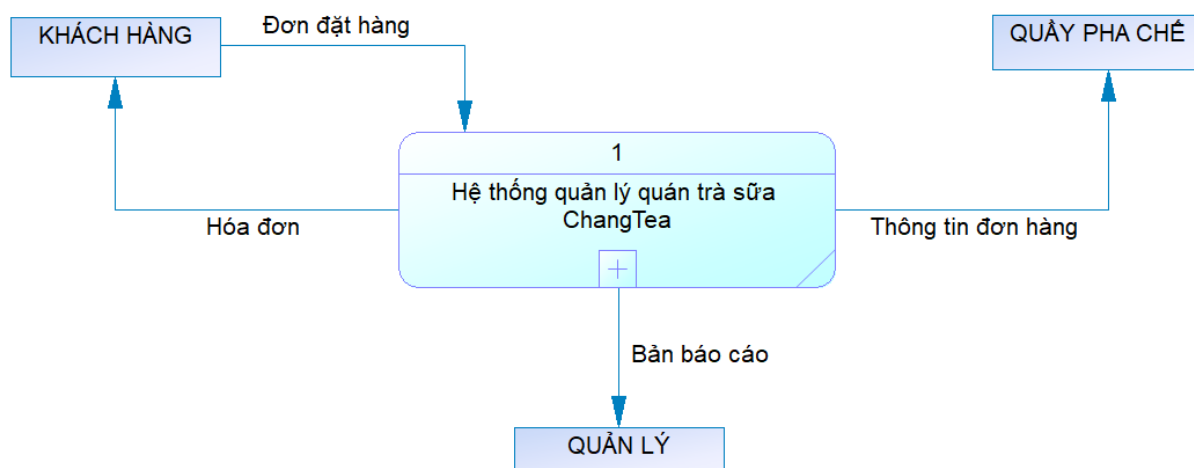 KHÁCH HÀNG
Đơn đặt hàng
QUẦY PHA CHẾ
1
Hệ thống quản lý quán trà sữa
ChangTea
Hóa đơn
Thông tin đơn hàng
Bản báo cáo
QUẢN LÝ